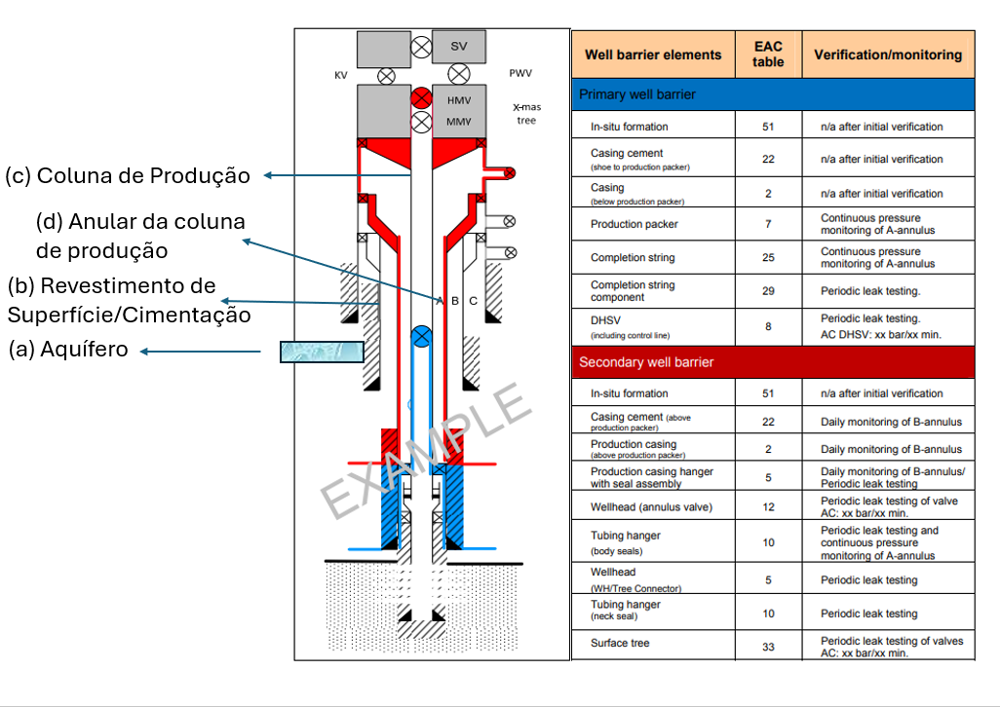 SV
KV
PWV
HMV
MMV
X-mas
tree
(c) Coluna de Produção
(d) Anular da coluna
de produção
(b) Revestimento de
Superfície/Cimentação
(a) Aquífero
A B C
EXAMPLE
Well barrier elements EAC table Verification/monitoring
Primary well barrier
In-situ formation 51 n/a after initial verification
Casing cement 22 n/a after initial verification
(shoe to production packer)
Casing 2 n/a after initial verification
(below production packer)
Production packer 7 Continuous pressure
monitoring of A-annulus
Completion string 25 Continuous pressure
monitoring of A-annulus
Completion string
component 29 Periodic leak testing.
DHSV 8 Periodic leak testing.
(including control line) AC DHSV: xx bar/xx min.
Secondary well barrier
In-situ formation 51 n/a after initial verification
Casing cement (above
production packer) 22 Daily monitoring of B-annulus
Production casing
(above production packer) 2 Daily monitoring of B-annulus
Production casing hanger
with seal assembly 5 Daily monitoring of B-annulus/
Periodic leak testing
Wellhead (annulus valve) 12 Periodic leak testing of valve
AC: xx bar/xx min.
Tubing hanger
(body seals) 10 Periodic leak testing and
continuous pressure
monitoring of A-annulus
Wellhead
(WH/Tree Connector) 5 Periodic leak testing
Tubing hanger
(neck seal) 10 Periodic leak testing
Surface tree 33 Periodic leak testing of valves
AC: xx bar/xx min.